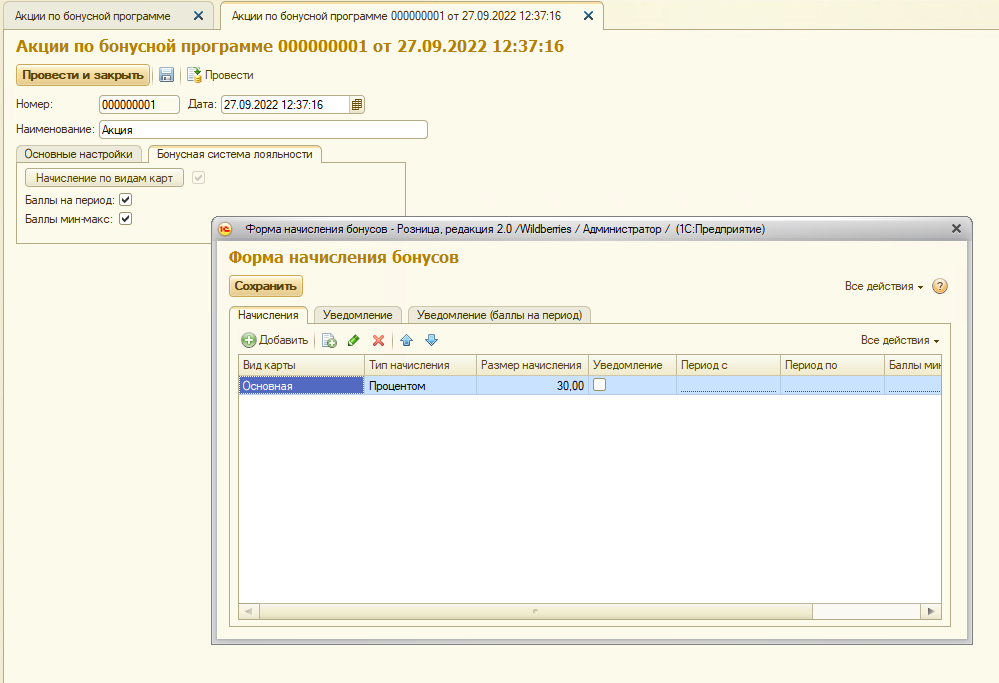 Акции по бонусной программе
Акции по бонусной программе 000000001 от 27.09.2022 12:37:16
Акции по бонусной программе 000000001 от 27.09.2022 12:37:16
Провести и закрыть Провести
Номер: 000000001 Дата: 27.09.2022 12:37:16
Наименование: Акция
Основные настройки Бонусная система лояльности
Начисление по видам карт
Баллы на период:
Баллы мин-макс:
1С Форма начисления бонусов - Розница, редакция 2.0 /Wildberries / Администратор / (1С:Предприятие)
Форма начисления бонусов
Сохранить Все действия ?
Начисления Уведомление Уведомление (баллы на период)
Добавить Все действия
Вид карты Тип начисления Размер начисления Уведомление Период с Период по Баллы мин
Основная Процентом 30,00